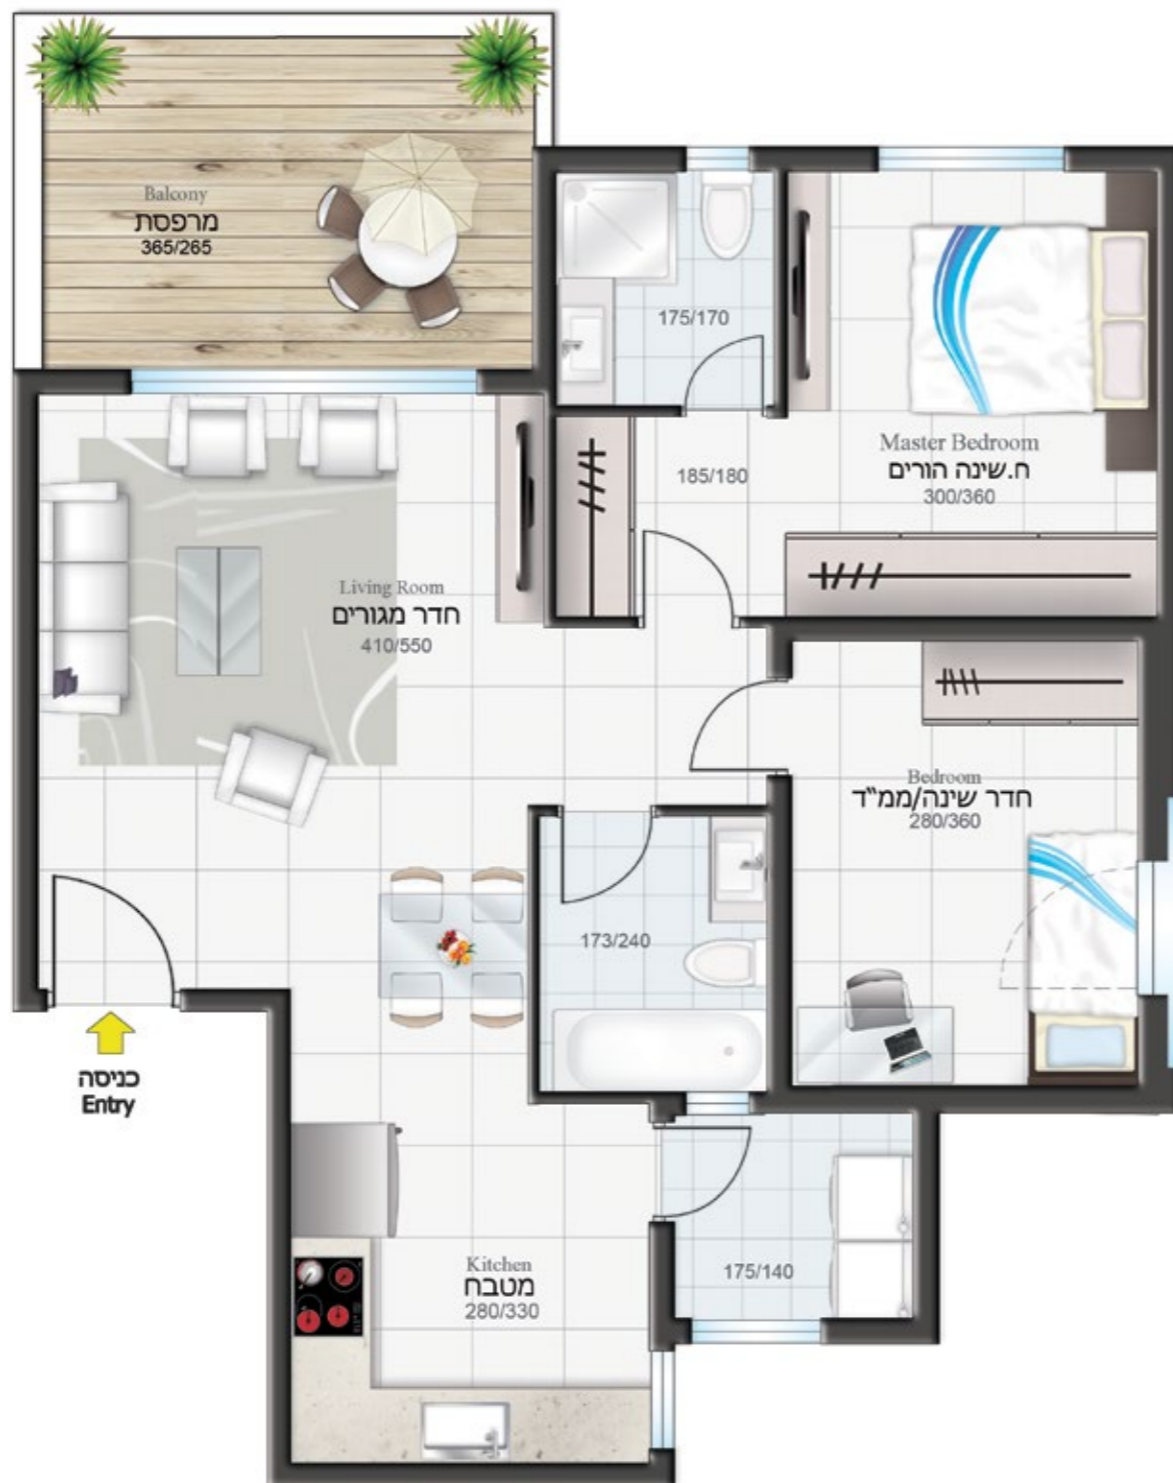 Balcony
מרפסת
365/265
175/170
Master Bedroom
ח.שינה הורים
300/360
185/180
Living Room
חדר מגורים
410/550
Bedroom
חדר שינה/ממ"ד
280/360
173/240
כניסה
Entry
Kitchen
מטבח
280/330
175/140